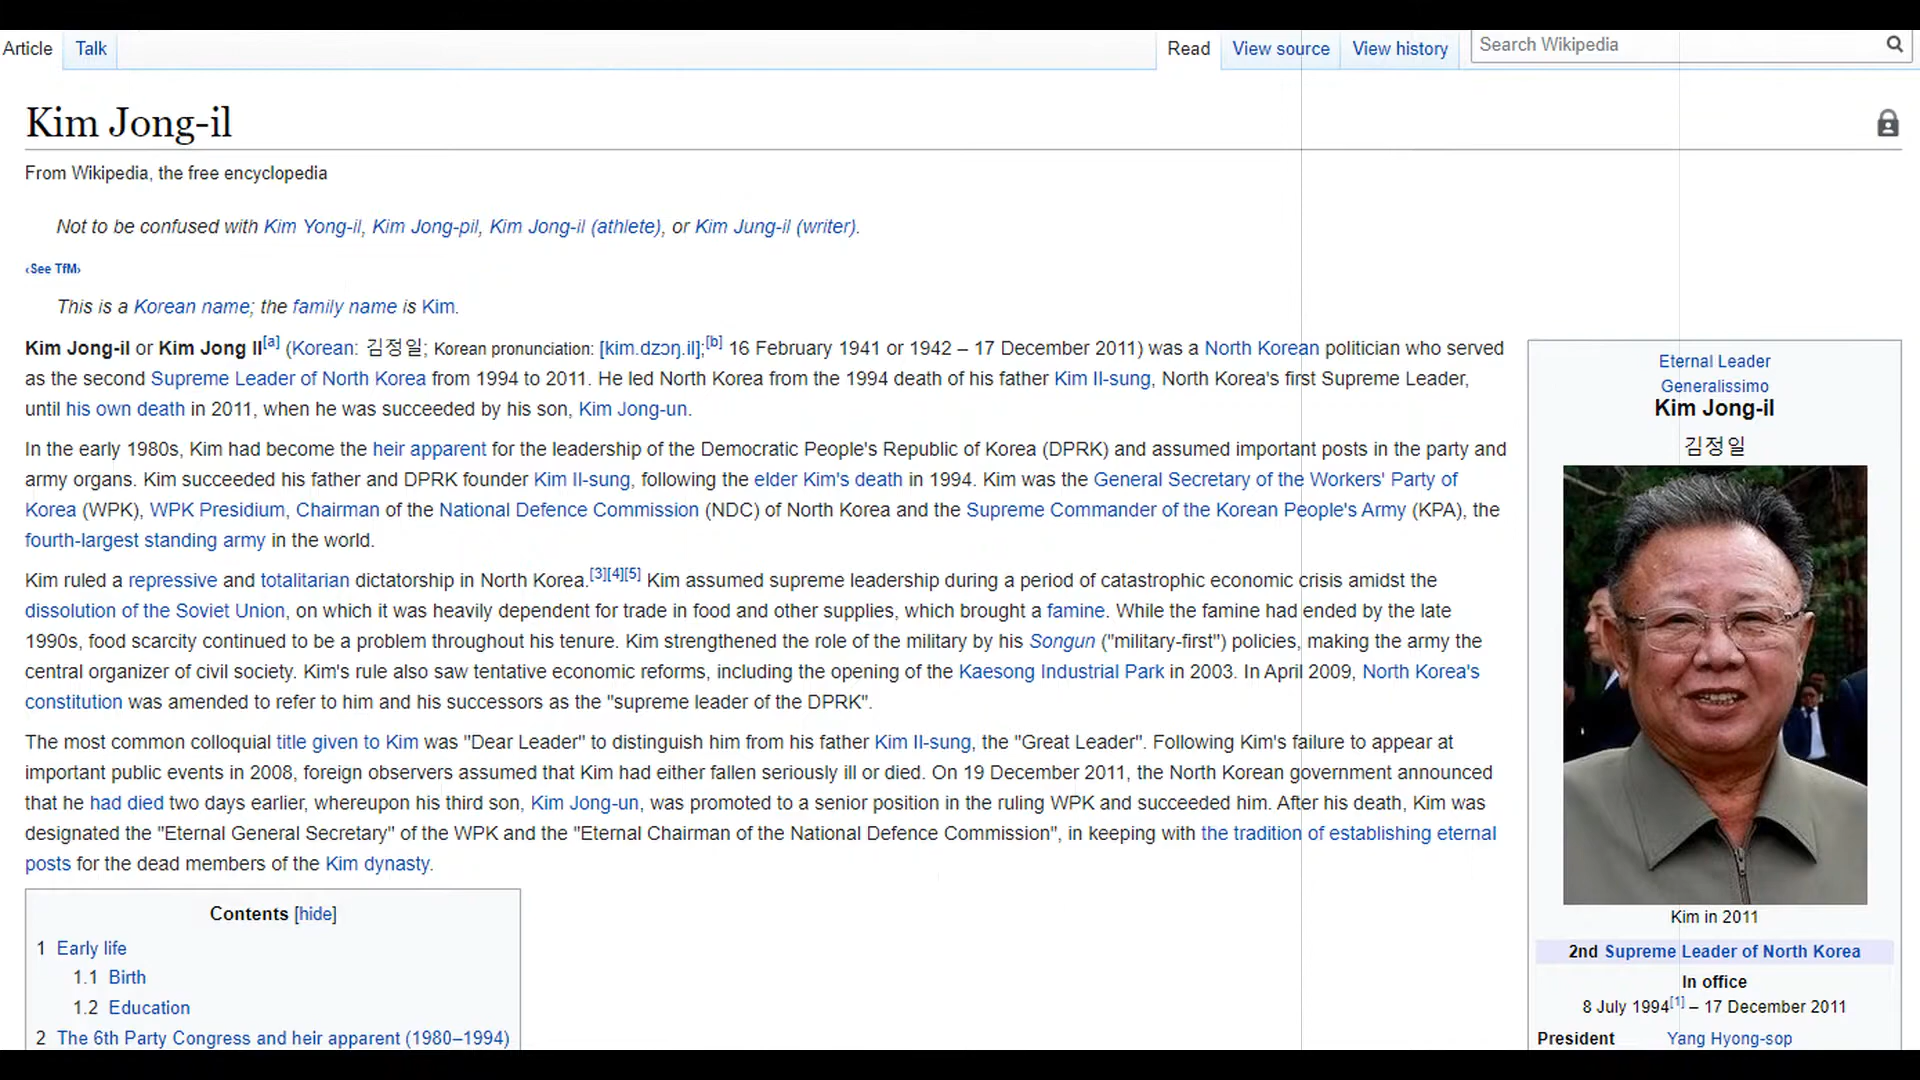 Article Talk Read View source View history Search Wikipedia
Kim Jong-il
From Wikipedia, the free encyclopedia
Not to be confused with Kim Yong-il, Kim Jong-pil, Kim Jong-il (athlete), or Kim Jung-il (writer).
‹See TfM›
This is a Korean name; the family name is Kim.
Kim Jong-il or Kim Jong Il[a] (Korean: 김정일; Korean pronunciation: [kim.dzɔŋ.il];[b] 16 February 1941 or 1942 – 17 December 2011) was a North Korean politician who served
as the second Supreme Leader of North Korea from 1994 to 2011. He led North Korea from the 1994 death of his father Kim Il-sung, North Korea's first Supreme Leader,
until his own death in 2011, when he was succeeded by his son, Kim Jong-un.
In the early 1980s, Kim had become the heir apparent for the leadership of the Democratic People's Republic of Korea (DPRK) and assumed important posts in the party and
army organs. Kim succeeded his father and DPRK founder Kim Il-sung, following the elder Kim's death in 1994. Kim was the General Secretary of the Workers' Party of
Korea (WPK), WPK Presidium, Chairman of the National Defence Commission (NDC) of North Korea and the Supreme Commander of the Korean People's Army (KPA), the
fourth-largest standing army in the world.
Kim ruled a repressive and totalitarian dictatorship in North Korea.[3][4][5] Kim assumed supreme leadership during a period of catastrophic economic crisis amidst the
dissolution of the Soviet Union, on which it was heavily dependent for trade in food and other supplies, which brought a famine. While the famine had ended by the late
1990s, food scarcity continued to be a problem throughout his tenure. Kim strengthened the role of the military by his Songun ("military-first") policies, making the army the
central organizer of civil society. Kim's rule also saw tentative economic reforms, including the opening of the Kaesong Industrial Park in 2003. In April 2009, North Korea's
constitution was amended to refer to him and his successors as the "supreme leader of the DPRK".
The most common colloquial title given to Kim was "Dear Leader" to distinguish him from his father Kim Il-sung, the "Great Leader". Following Kim's failure to appear at
important public events in 2008, foreign observers assumed that Kim had either fallen seriously ill or died. On 19 December 2011, the North Korean government announced
that he had died two days earlier, whereupon his third son, Kim Jong-un, was promoted to a senior position in the ruling WPK and succeeded him. After his death, Kim was
designated the "Eternal General Secretary" of the WPK and the "Eternal Chairman of the National Defence Commission", in keeping with the tradition of establishing eternal
posts for the dead members of the Kim dynasty.
Contents [hide]
1 Early life
1.1 Birth
1.2 Education
2 The 6th Party Congress and heir apparent (1980–1994)
Eternal Leader
Generalissimo
Kim Jong-il
김정일
Kim in 2011
2nd Supreme Leader of North Korea
In office
8 July 1994[1] – 17 December 2011
President Yang Hyong-sop